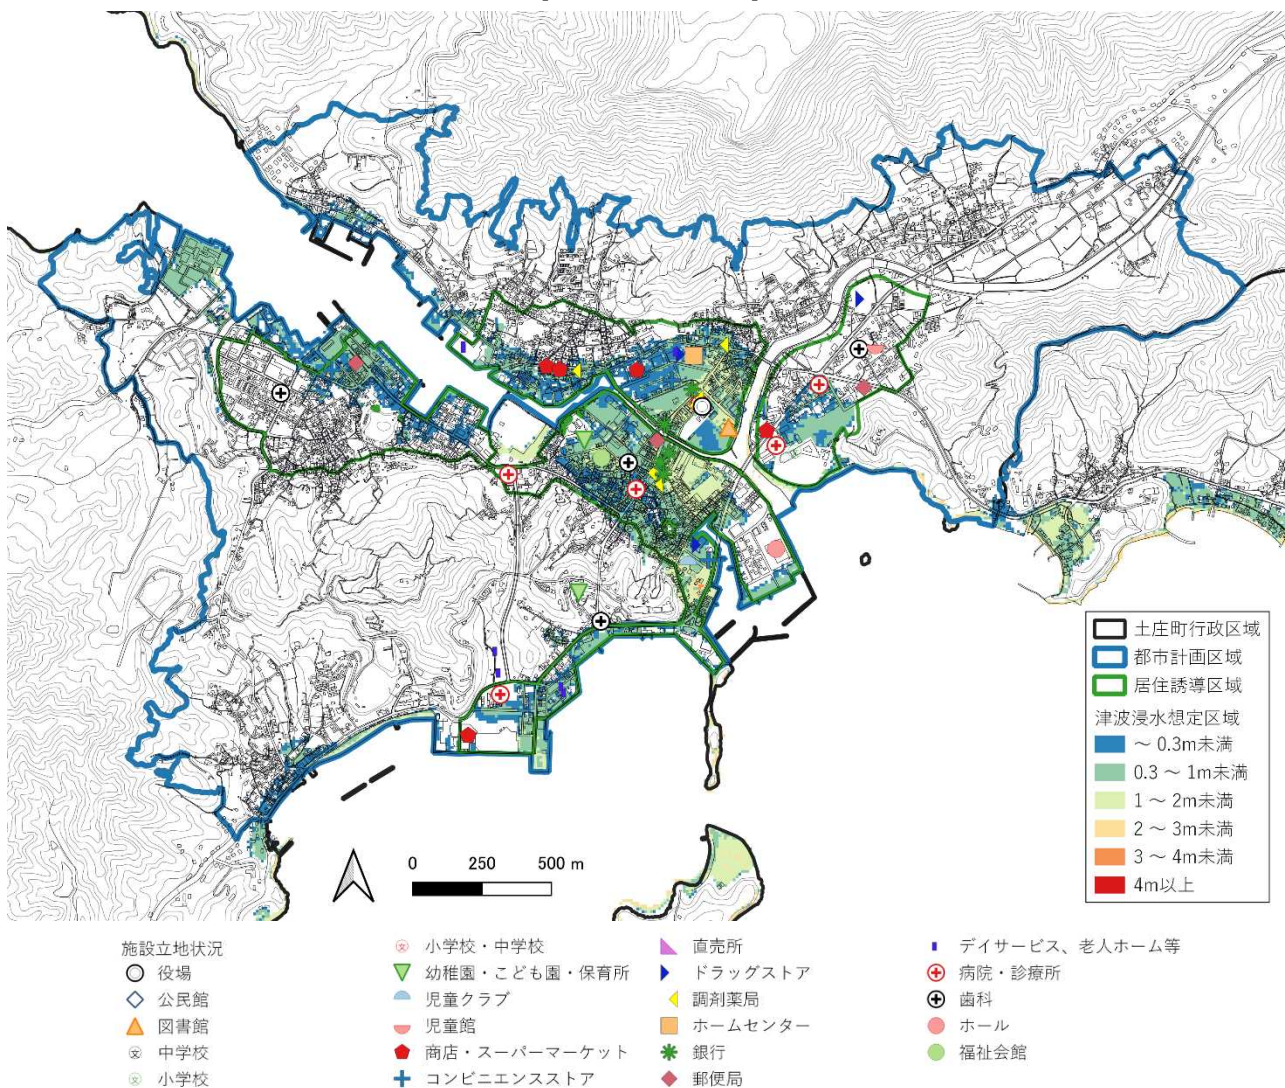 土庄町行政区域
都市計画区域
居住誘導区域
津波浸水想定区域
～ 0.3m未満
0.3 ～ 1m未満
1 ～ 2m未満
2 ～ 3m未満
3 ～ 4m未満
4m以上
0 250 500 m
施設立地状況
役場
公民館
図書館
文 中学校
文 小学校
文 小学校・中学校
幼稚園・こども園・保育所
児童クラブ
児童館
商店・スーパーマーケット
コンビニエンスストア
直売所
ドラッグストア
調剤薬局
ホームセンター
銀行
郵便局
デイサービス、老人ホーム等
病院・診療所
歯科
ホール
福祉会館